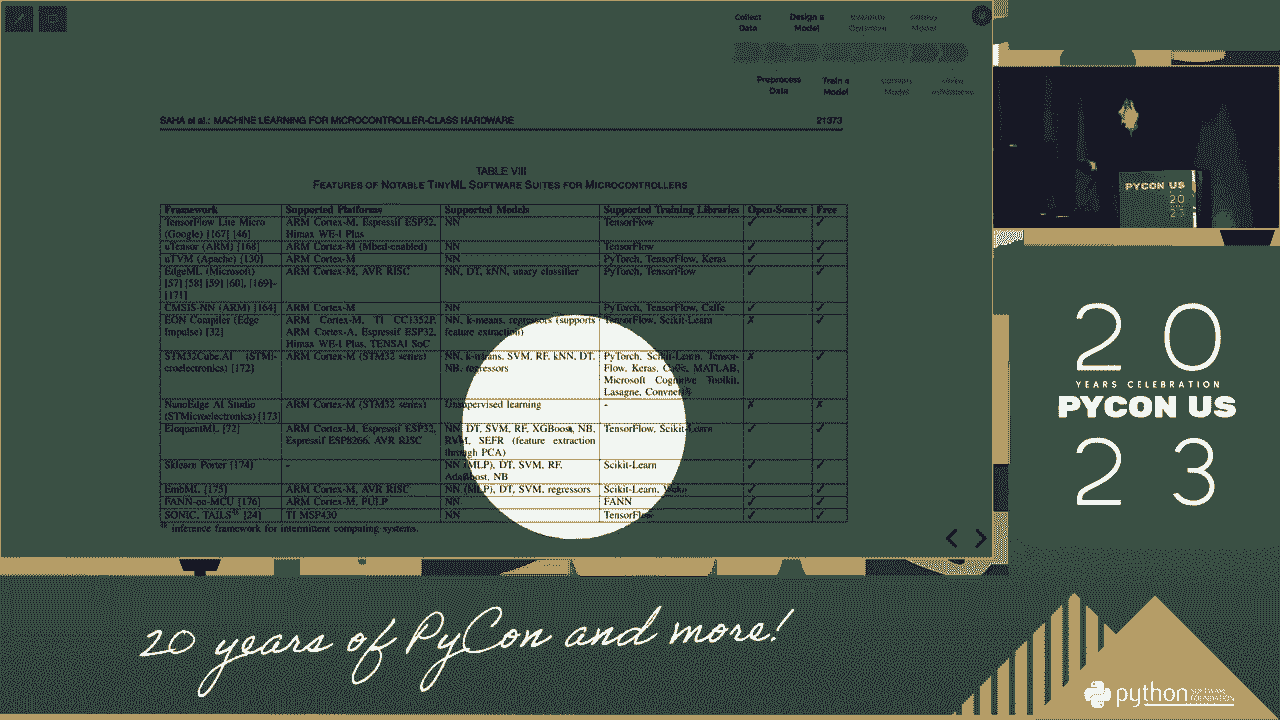 Collect Data
Design a Model
Preprocess Data
Train a Model
SAHA et al.: MACHINE LEARNING FOR MICROCONTROLLER-CLASS HARDWARE 21373
TABLE VIII
FEATURES OF NOTABLE TINYML SOFTWARE SUITES FOR MICROCONTROLLERS
Framework Supported Platforms Supported Models Supported Training Libraries Open-Source Free
TensorFlow Lite Micro ARM Cortex-M, Espressif ESP32, NN TensorFlow ✓ ✓
(Google) [167] [46] Himax WE-I Plus
uTensor (ARM) [168] ARM Cortex-M (Mbed-enabled) NN TensorFlow ✓ ✓
uTVM (Apache) [130] ARM Cortex-M NN PyTorch, TensorFlow, Keras ✓ ✓
EdgeML (Microsoft) ARM Cortex-M, AVR RISC NN, DT, kNN, unary classifier PyTorch, TensorFlow ✓ ✓
[57] [58] [59] [60], [169]–
[171]
CMSIS-NN (ARM) [164] ARM Cortex-M NN PyTorch, TensorFlow, Caffe ✓ ✓
EON Compiler (Edge ARM Cortex-M, TI CC1352P, NN, k-means, regressors (supports TensorFlow, Scikit-Learn ✗ ✓
Impulse) [32] ARM Cortex-A, Espressif ESP32, feature extraction)
Himax WE-I Plus, TENSAI SoC
STM32Cube.AI (STMi- ARM Cortex-M (STM32 series) NN, k-means, SVM, RF, kNN, DT, PyTorch, Scikit-Learn, Tensor- ✗ ✓
croelectronics) [172] NB, regressors Flow, Keras, Caffe, MATLAB,
Microsoft Cognitive Toolkit,
Lasagne, ConvnetJS
NanoEdge AI Studio ARM Cortex-M (STM32 series) Unsupervised learning - ✗ ✗
(STMicroelectronics) [173]
EloquentML [72] ARM Cortex-M, Espressif ESP32, NN, DT, SVM, RF, XGBoost, NB, TensorFlow, Scikit-Learn ✓ ✓
Espressif ESP8266, AVR RISC RVM, SEFR (feature extraction
through PCA)
Sklearn Porter [174] - NN (MLP), DT, SVM, RF, Scikit-Learn ✓ ✓
AdaBoost, NB
EmbML [175] ARM Cortex-M, AVR RISC NN (MLP), DT, SVM, regressors Scikit-Learn, Weka ✓ ✓
FANN-on-MCU [176] ARM Cortex-M, PULP NN FANN ✓ ✓
SONIC, TAILS [24] TI MSP430 NN TensorFlow ✓ ✓
inference framework for intermittent computing systems.
PYCON US
20
23
20
YEARS CELEBRATION
PYCON US
23
20 years of PyCon and more!
python SOFTWARE FOUNDATION